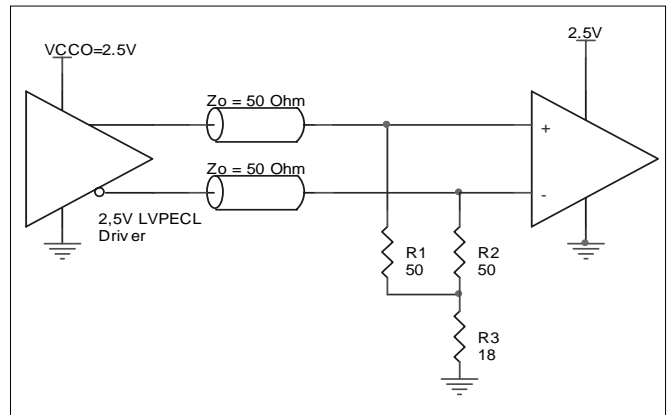 2.5V
VCCO=2.5V
Zo = 50 Ohm
+
Zo = 50 Ohm
-
2,5V LVPECL
Driver
R1
50
R2
50
R3
18